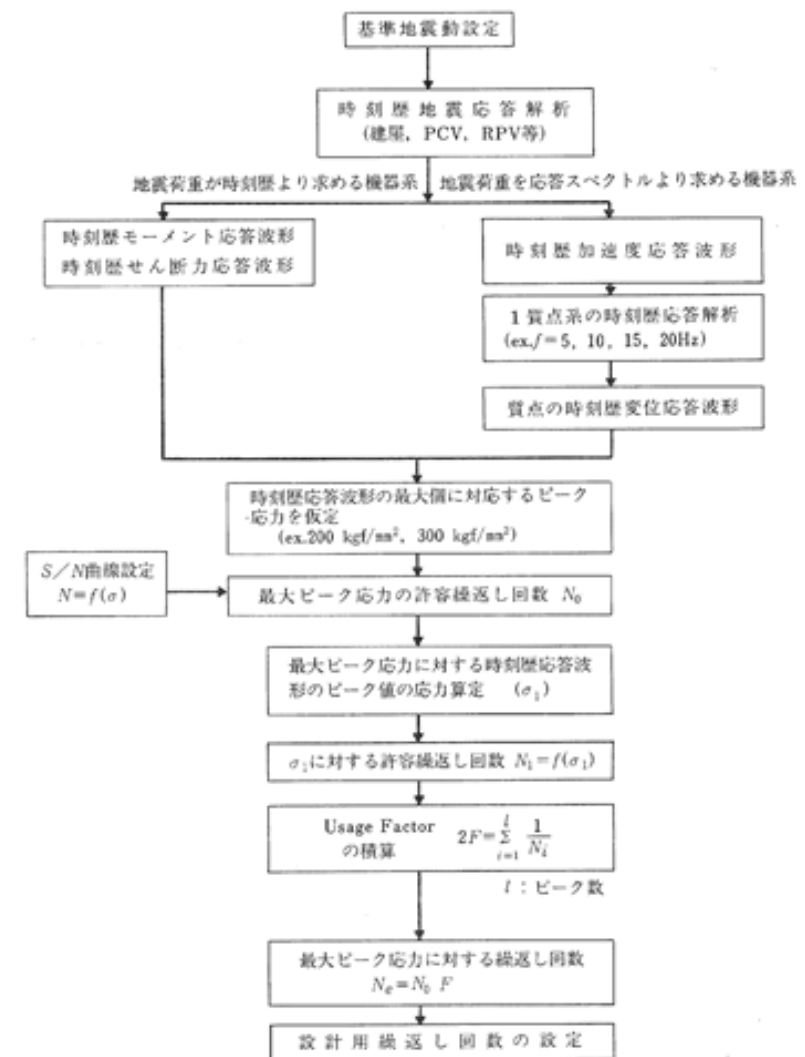 基準地震動設定
時刻歴地震応答解析
(建屋, PCV, RPV等)
地震荷重が時刻歴より求める機器系
地震荷重を応答スペクトルより求める機器系
時刻歴モーメント応答波形
時刻歴せん断力応答波形
時刻歴加速度応答波形
1質点系の時刻歴応答解析
(ex.f=5, 10, 15, 20Hz)
質点の時刻歴変位応答波形
時刻歴応答波形の最大値に対応するピーク
応力を仮定
(ex.200 kgf/mm², 300 kgf/mm²)
S/N曲線設定
N=f(σ)
最大ピーク応力の許容繰返し回数 N₀
最大ピーク応力に対する時刻歴応答波
形のピーク値の応力算定 (σᵢ)
σᵢに対する許容繰返し回数 Nᵢ=f(σᵢ)
Usage Factor 2F=Σ(i=1→l) 1/Nᵢ
の積算
l:ピーク数
最大ピーク応力に対する繰返し回数
Nₑ=N₀ F
設計用繰返し回数の設定